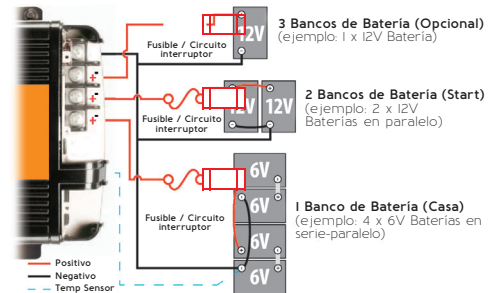 3 Bancos de Batería (Opcional)
(ejemplo: 1 x 12V Batería)
12V
Fusible / Circuito
interruptor
2 Bancos de Batería (Start)
(ejemplo: 2 x 12V
Baterías en paralelo)
12V
12V
Fusible / Circuito
interruptor
1 Banco de Batería (Casa)
(ejemplo: 4 x 6V Baterías en
serie-paralelo)
6V
6V
6V
6V
Fusible / Circuito
interruptor
Positivo
Negativo
Temp Sensor